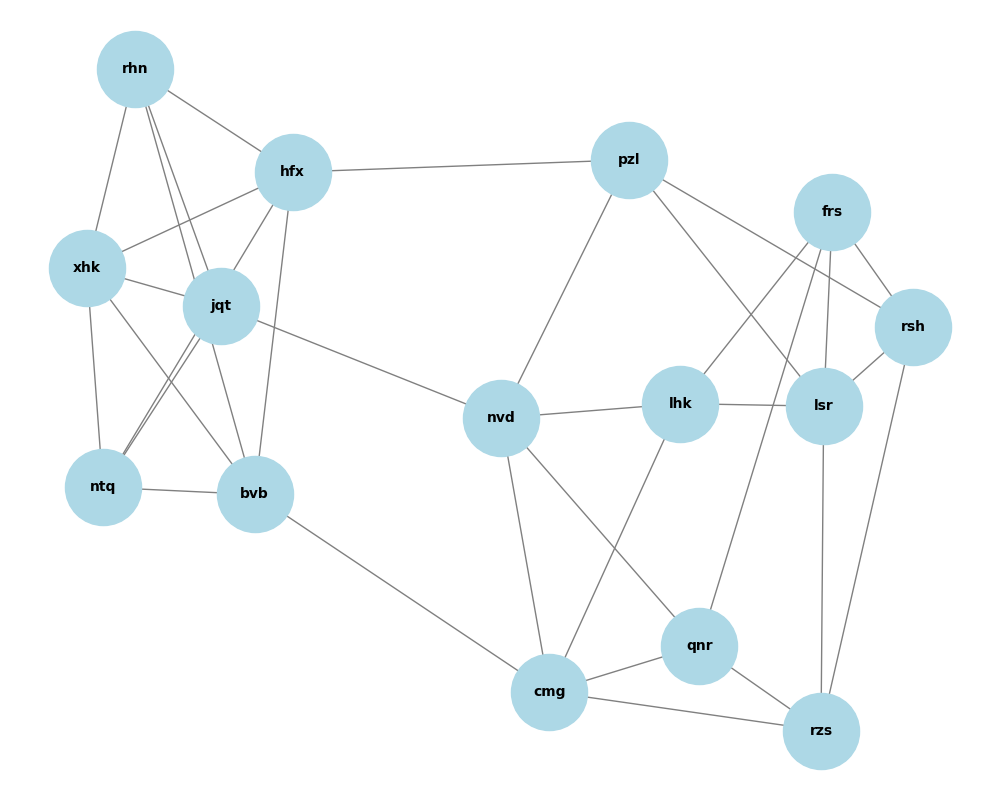 rhn
hfx
pzl
frs
xhk
jqt
rsh
nvd
lhk
lsr
ntq
bvb
qnr
cmg
rzs